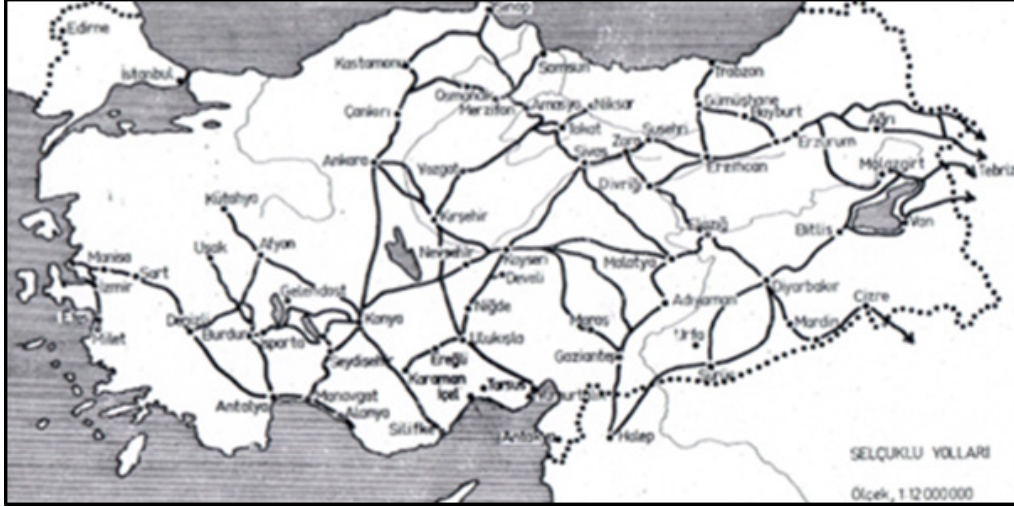 Sinop
Edirne
İstanbul
Kastamonu
Samsun
Trabzon
Osmancık
Merzifon
Amasya
Niksar
Gümüşhane
Bayburt
Çankırı
Tokat
Suşehri
Zara
Ağrı
Erzurum
Ankara
Yozgat
Sivas
Erzincan
Malazgirt
Tebriz
Divriği
Kütahya
Kırşehir
Elazığ
Van
Bitlis
Uşak
Afyon
Nevşehir
Kayseri
Malatya
Manisa
Sart
Develi
Diyarbakır
İzmir
Gelendost
Adıyaman
Cizre
Niğde
Konya
Maraş
Mardin
Denizli
Burdur
Isparta
Milet
Ulukışla
Urfa
Ereğli
Gaziantep
Seydişehir
Karaman
Suruç
İçel
Tarsus
Antalya
Manavgat
Alanya
Silifke
Antakya
Halep
SELÇUKLU YOLLARI
Ölçek, 1:12 000 000